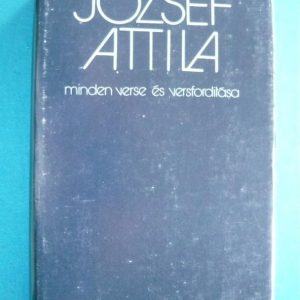 JÓZSEF
ATTILA
minden verse és versfordítása